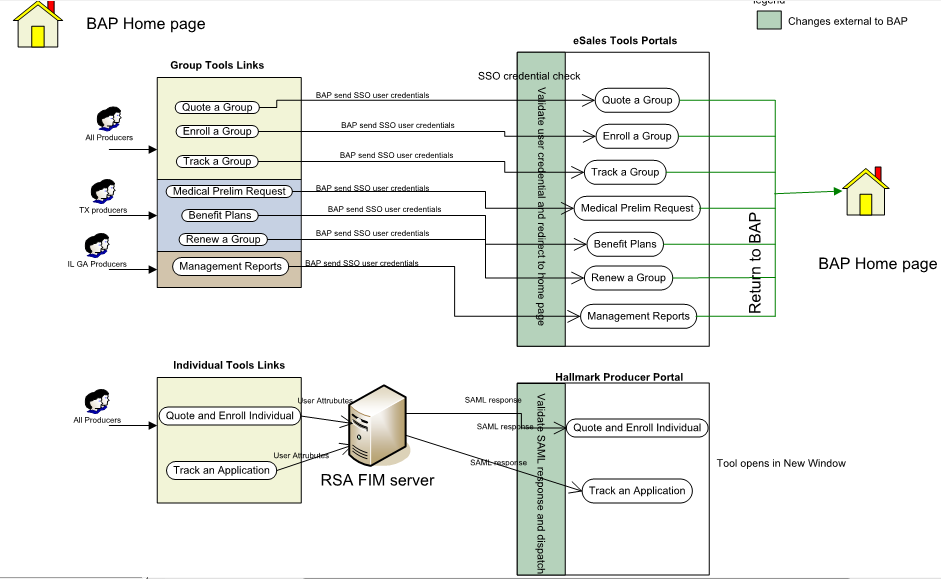 legend
BAP Home page
Changes external to BAP
eSales Tools Portals
Group Tools Links
SSO credential check
Validate user credential and redirect to home page
All Producers
Quote a Group
BAP send SSO user credentials
Quote a Group
Enroll a Group
BAP send SSO user credentials
Enroll a Group
Track a Group
BAP send SSO user credentials
Track a Group
TX producers
Medical Prelim Request
BAP send SSO user credentials
Medical Prelim Request
Benefit Plans
BAP send SSO user credentials
Benefit Plans
Renew a Group
BAP send SSO user credentials
Renew a Group
IL GA Producers
Management Reports
BAP send SSO user credentials
Management Reports
Return to BAP
BAP Home page
Individual Tools Links
Hallmark Producer Portal
All Producers
Quote and Enroll Individual
User Attrubutes
SAML response
SAML response
Validate SAML response and dispatch
Quote and Enroll Individual
Track an Application
User Attrubutes
RSA FIM server
SAML response
Track an Application
Tool opens in New Window